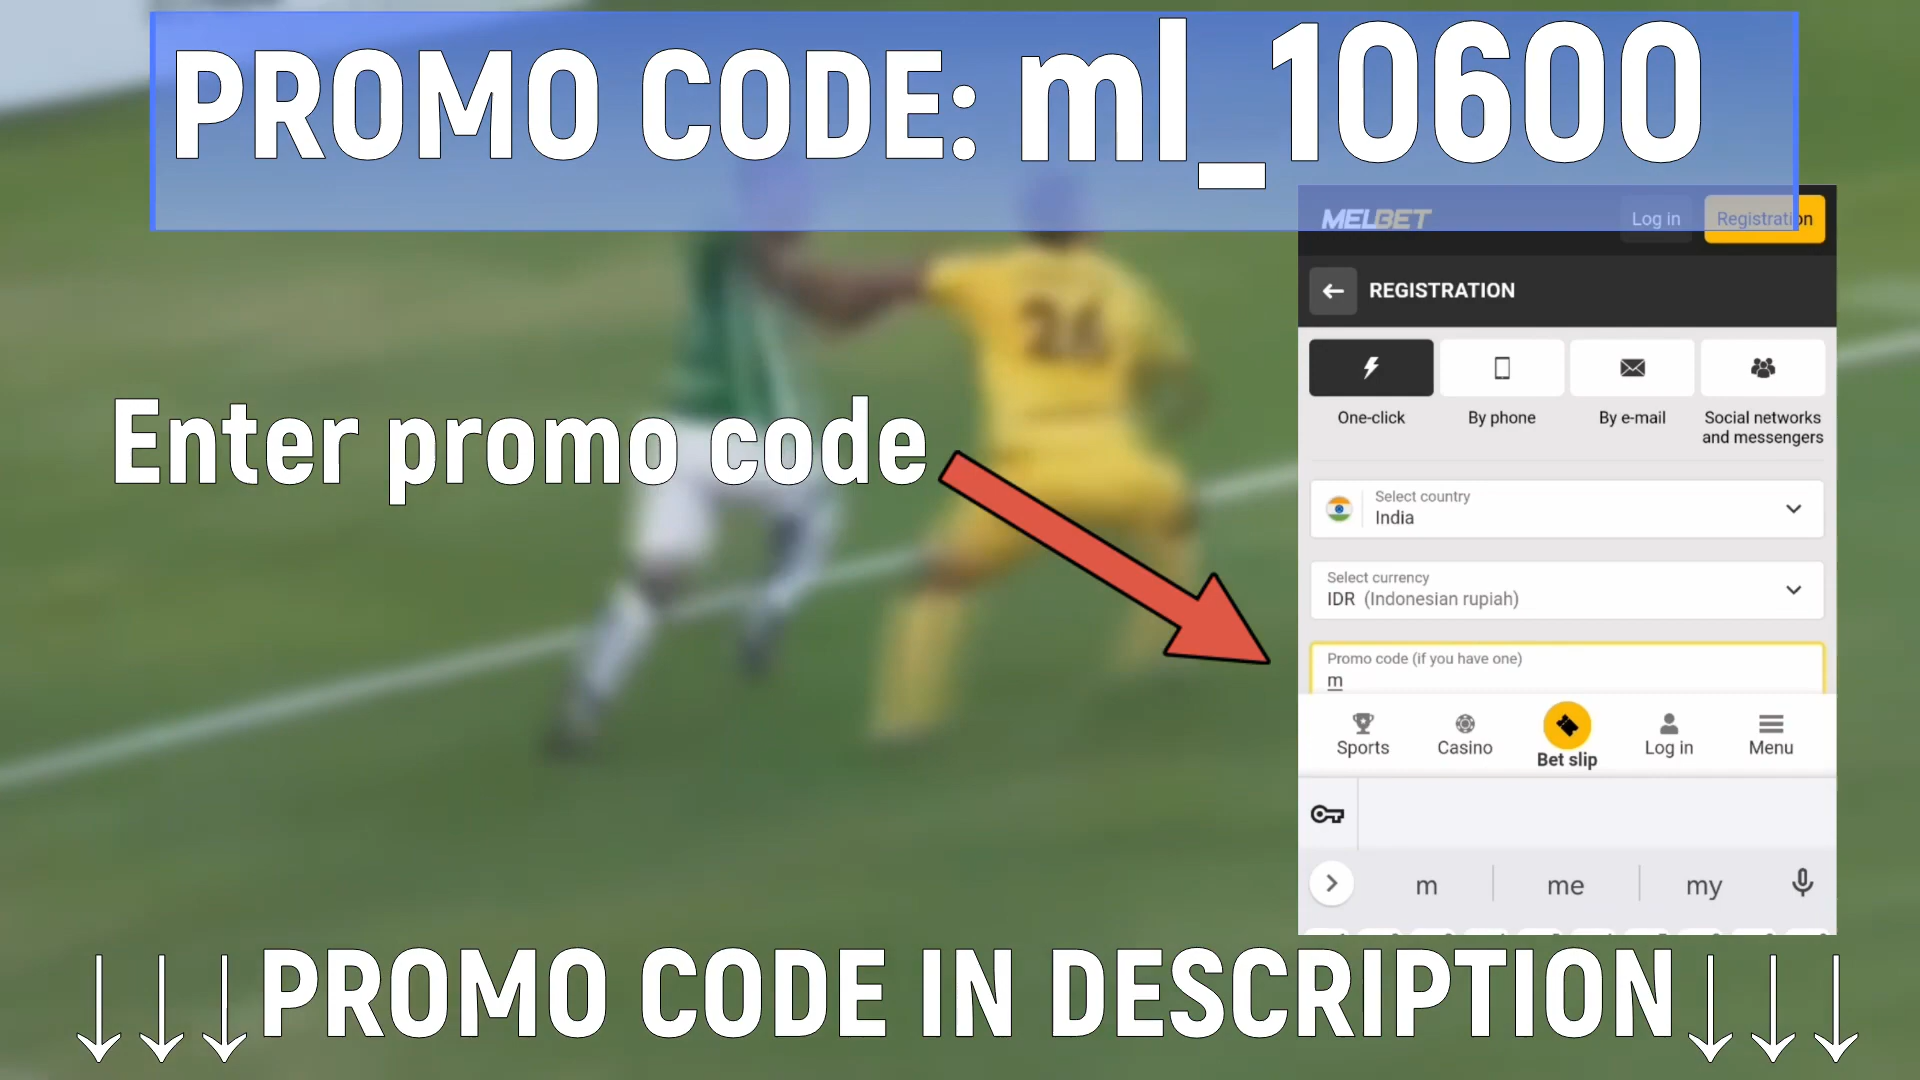 PROMO CODE: ml_10600
MELBET
Log in
Registration
REGISTRATION
One-click
By phone
By e-mail
Social networks
and messengers
Enter promo code
Select country
India
Select currency
IDR (Indonesian rupiah)
Promo code (if you have one)
m
Sports
Casino
Bet slip
Log in
Menu
m
me
my
↓↓↓PROMO CODE IN DESCRIPTION↓↓↓
26